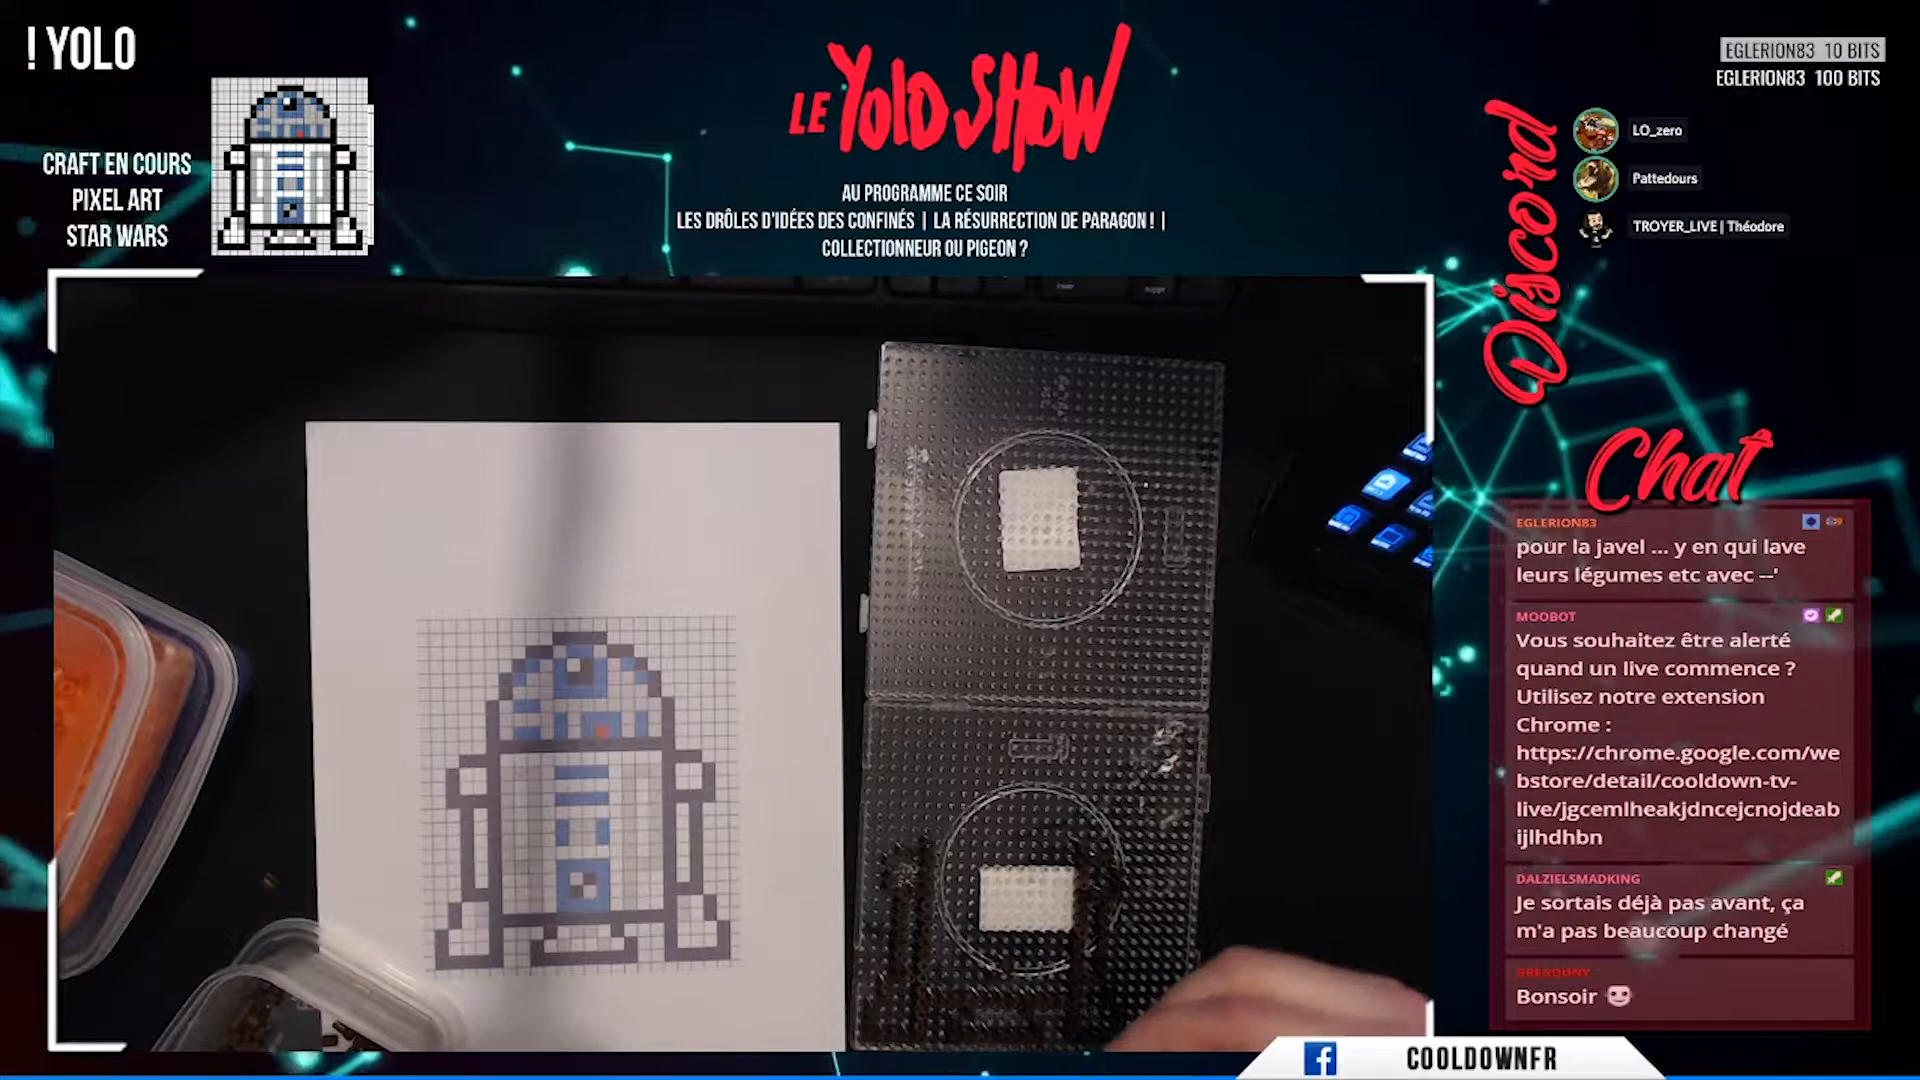 ! YOLO
CRAFT EN COURS
PIXEL ART
STAR WARS
LE YOLO SHOW
AU PROGRAMME CE SOIR
LES DRÔLES D'IDÉES DES CONFINÉS | LA RÉSURRECTION DE PARAGON ! |
COLLECTIONNEUR OU PIGEON ?
EGLERION83 10 BITS
EGLERION83 100 BITS
Discord
LO_zero
Pattedours
TROYER_LIVE | Théodore
Chat
EGLERION83
pour la javel ... y en qui lave
leurs légumes etc avec --'
MOOBOT
Vous souhaitez être alerté
quand un live commence ?
Utilisez notre extension
Chrome :
https://chrome.google.com/we
bstore/detail/cooldown-tv-
live/jgcemlheakjdncejcnojdeab
ijlhdhbn
DALZIELSMADKING
Je sortais déjà pas avant, ça
m'a pas beaucoup changé
Bonsoir
COOLDOWNFR